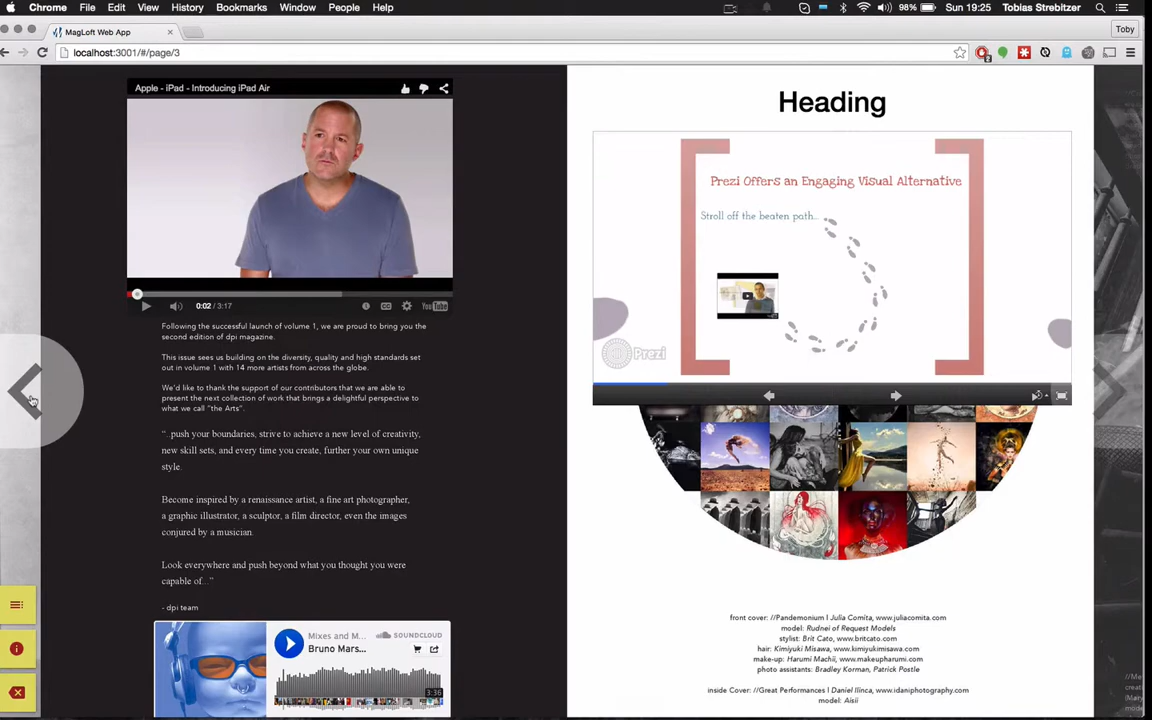 Chrome File Edit View History Bookmarks Window People Help
98% Sun 19:25 Tobias Strebitzer
MagLoft Web App
Toby
localhost:3001/#/page/3
Apple - iPad - Introducing iPad Air
0:02 / 3:17
YouTube
Following the successful launch of volume 1, we are proud to bring you the
second edition of dpi magazine.
This issue sees us building on the diversity, quality and high standards set
out in volume 1 with 14 more artists from across the globe.
We'd like to thank the support of our contributors that we are able to
present the next collection of work that brings a delightful perspective to
what we call "the Arts".
"...push your boundaries, strive to achieve a new level of creativity,
new skill sets, and every time you create, further your own unique
style.
Become inspired by a renaissance artist, a fine art photographer,
a graphic illustrator, a sculptor, a film director, even the images
conjured by a musician.
Look everywhere and push beyond what you thought you were
capable of..."
- dpi team
Mixes and M...
SOUNDCLOUD
Bruno Mars...
3:36
Heading
Prezi Offers an Engaging Visual Alternative
Stroll off the beaten path...
Prezi
front cover: //Pandemonium | Julia Comita, www.juliacomita.com
model: Rudnei of Request Models
stylist: Brit Cato, www.britcato.com
hair: Kimiyuki Misawa, www.kimiyukimisawa.com
make-up: Harumi Machii, www.makeupharumi.com
photo assistants: Bradley Korman, Patrick Postle
inside Cover: //Great Performances | Daniel Ilinca, www.idaniphotography.com
model: Aisii